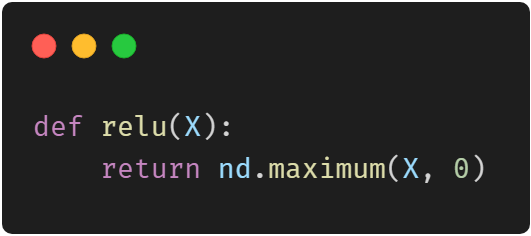 def relu(X):
    return nd.maximum(X, 0)